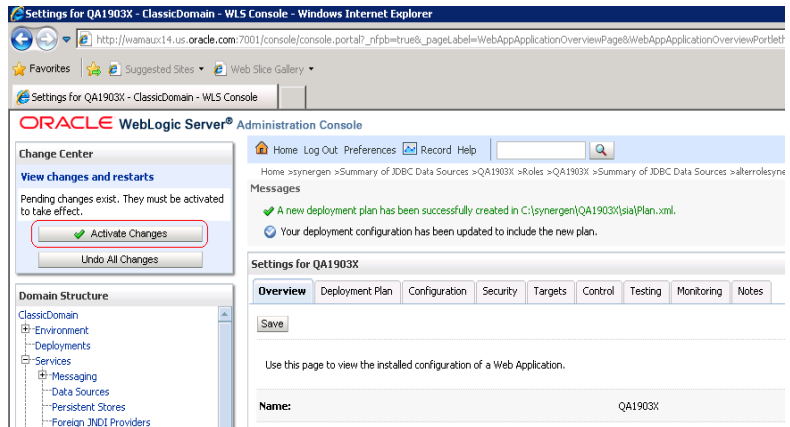 Settings for QA1903X - ClassicDomain - WLS Console - Windows Internet Explorer
http://wamaux14.us.oracle.com:7001/console/console.portal?_nfpb=true&_pageLabel=WebAppApplicationOverviewPage&WebAppApplicationOverviewPortleth
Favorites Suggested Sites Web Slice Gallery
Settings for QA1903X - ClassicDomain - WLS Console
ORACLE WebLogic Server® Administration Console
Change Center
View changes and restarts
Pending changes exist. They must be activated
to take effect.
Activate Changes
Undo All Changes
Domain Structure
ClassicDomain
Environment
Deployments
Services
Messaging
Data Sources
Persistent Stores
Foreign JNDI Providers
Home Log Out Preferences Record Help
Home >synergen >Summary of JDBC Data Sources >QA1903X >Roles >QA1903X >Summary of JDBC Data Sources >alterrolesyne
Messages
A new deployment plan has been successfully created in C:\synergen\QA1903X\sia\Plan.xml.
Your deployment configuration has been updated to include the new plan.
Settings for QA1903X
Overview Deployment Plan Configuration Security Targets Control Testing Monitoring Notes
Save
Use this page to view the installed configuration of a Web Application.
Name: QA1903X